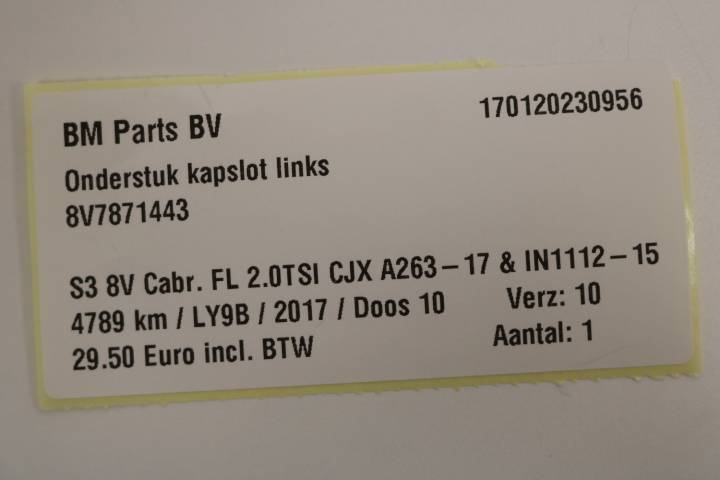 BM Parts BV 170120230956
Onderstuk kapslot links
8V7871443
S3 8V Cabr. FL 2.0TSI CJX A263-17 & IN1112-15
4789 km / LY9B / 2017 / Doos 10 Verz: 10
29.50 Euro incl. BTW Aantal: 1